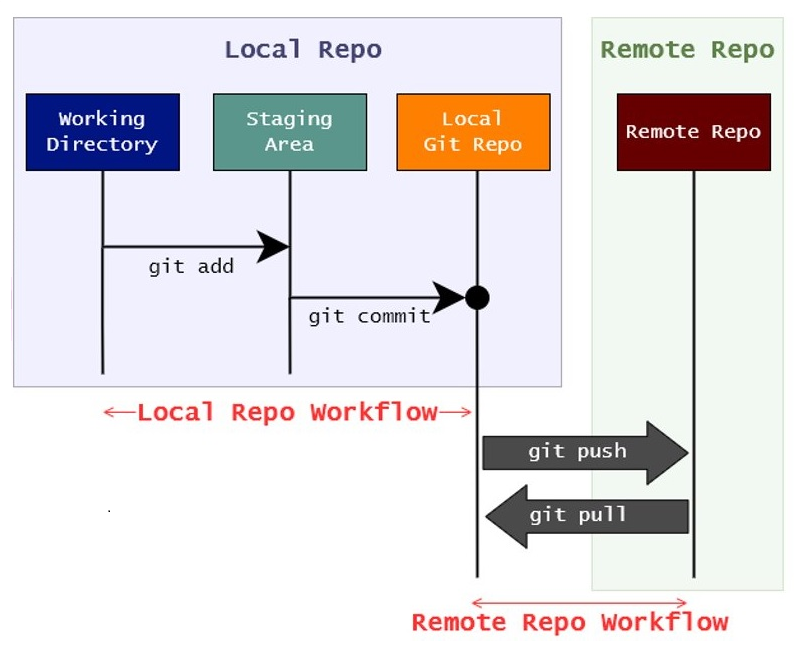 Local Repo
Remote Repo
Working
Directory
Staging
Area
Local
Git Repo
Remote Repo
git add
git commit
Local Repo Workflow
git push
git pull
Remote Repo Workflow